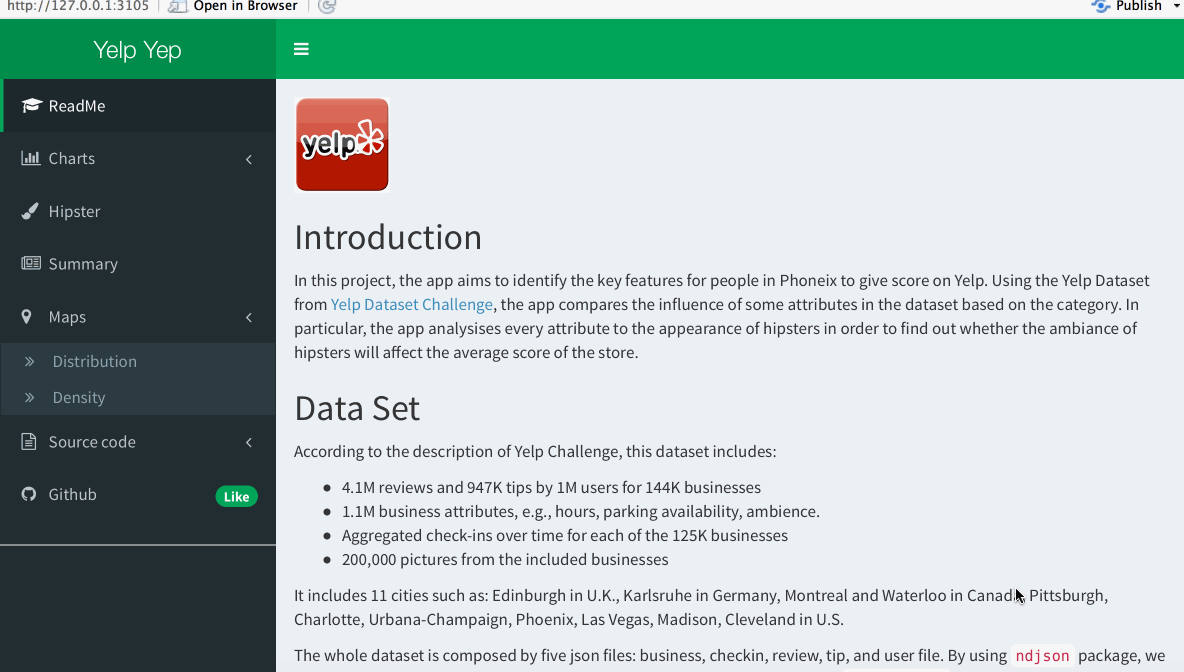 http://127.0.0.1:3105 Open in Browser Publish
Yelp Yep
ReadMe
Charts
Hipster
Summary
Maps
Distribution
Density
Source code
Github Like
yelp
Introduction
In this project, the app aims to identify the key features for people in Phoneix to give score on Yelp. Using the Yelp Dataset
from Yelp Dataset Challenge, the app compares the influence of some attributes in the dataset based on the category. In
particular, the app analysises every attribute to the appearance of hipsters in order to find out whether the ambiance of
hipsters will affect the average score of the store.
Data Set
According to the description of Yelp Challenge, this dataset includes:
4.1M reviews and 947K tips by 1M users for 144K businesses
1.1M business attributes, e.g., hours, parking availability, ambience.
Aggregated check-ins over time for each of the 125K businesses
200,000 pictures from the included businesses
It includes 11 cities such as: Edinburgh in U.K., Karlsruhe in Germany, Montreal and Waterloo in Canada, Pittsburgh,
Charlotte, Urbana-Champaign, Phoenix, Las Vegas, Madison, Cleveland in U.S.
The whole dataset is composed by five json files: business, checkin, review, tip, and user file. By using ndjson package, we